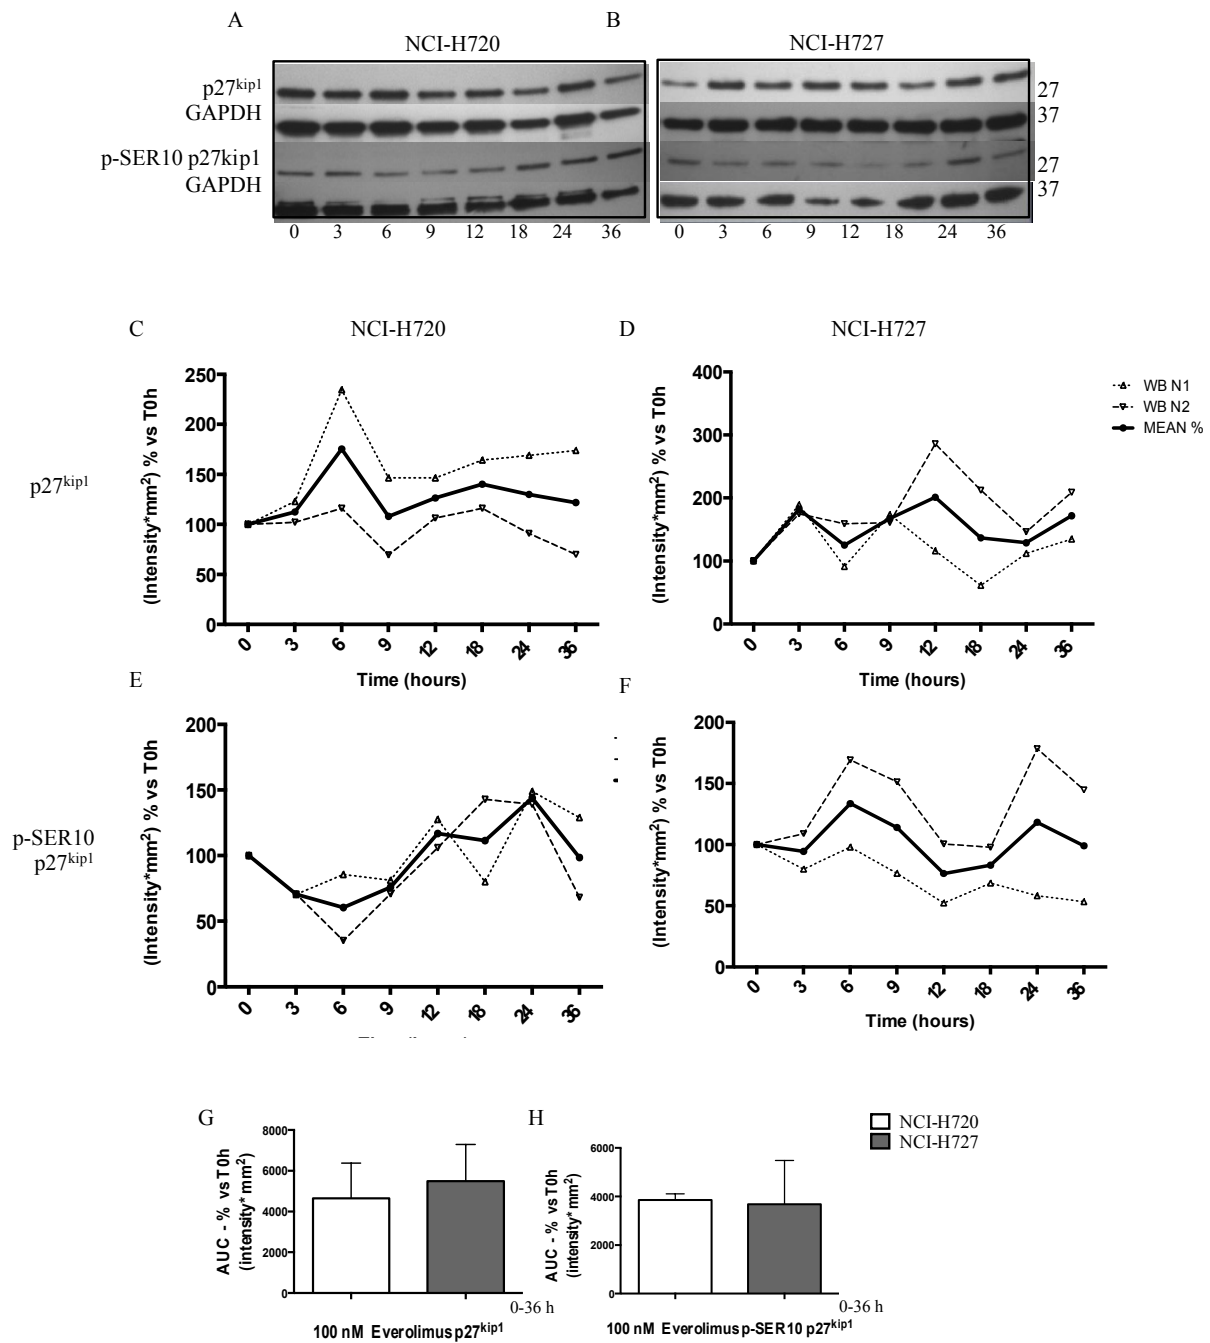 A
B
NCI-H720
NCI-H727
p27kip1
GAPDH
p-SER10 p27kip1
GAPDH
27
37
27
37
0 3 6 9 12 18 24 36
0 3 6 9 12 18 24 36
C
NCI-H720
D
NCI-H727
p27kip1
(Intensity*mm2) % vs T0h
250
200
150
100
50
0
0 3 6 9 12 18 24 36
Time (hours)
(Intensity*mm2) % vs T0h
400
300
200
100
0
0 3 6 9 12 18 24 36
Time (hours)
WB N1
WB N2
MEAN %
E
F
p-SER10
p27kip1
(Intensity*mm2) % vs T0h
200
150
100
50
0
0 3 6 9 12 18 24 36
(Intensity*mm2) % vs T0h
200
150
100
50
0
0 3 6 9 12 18 24 36
Time (hours)
G
AUC - % vs T0h
(intensity* mm2)
8000
6000
4000
2000
0
0-36 h
100 nM Everolimus p27kip1
H
AUC - % vs T0h
(intensity* mm2)
6000
4000
2000
0
0-36 h
100 nM Everolimus p-SER10 p27kip1
NCI-H720
NCI-H727